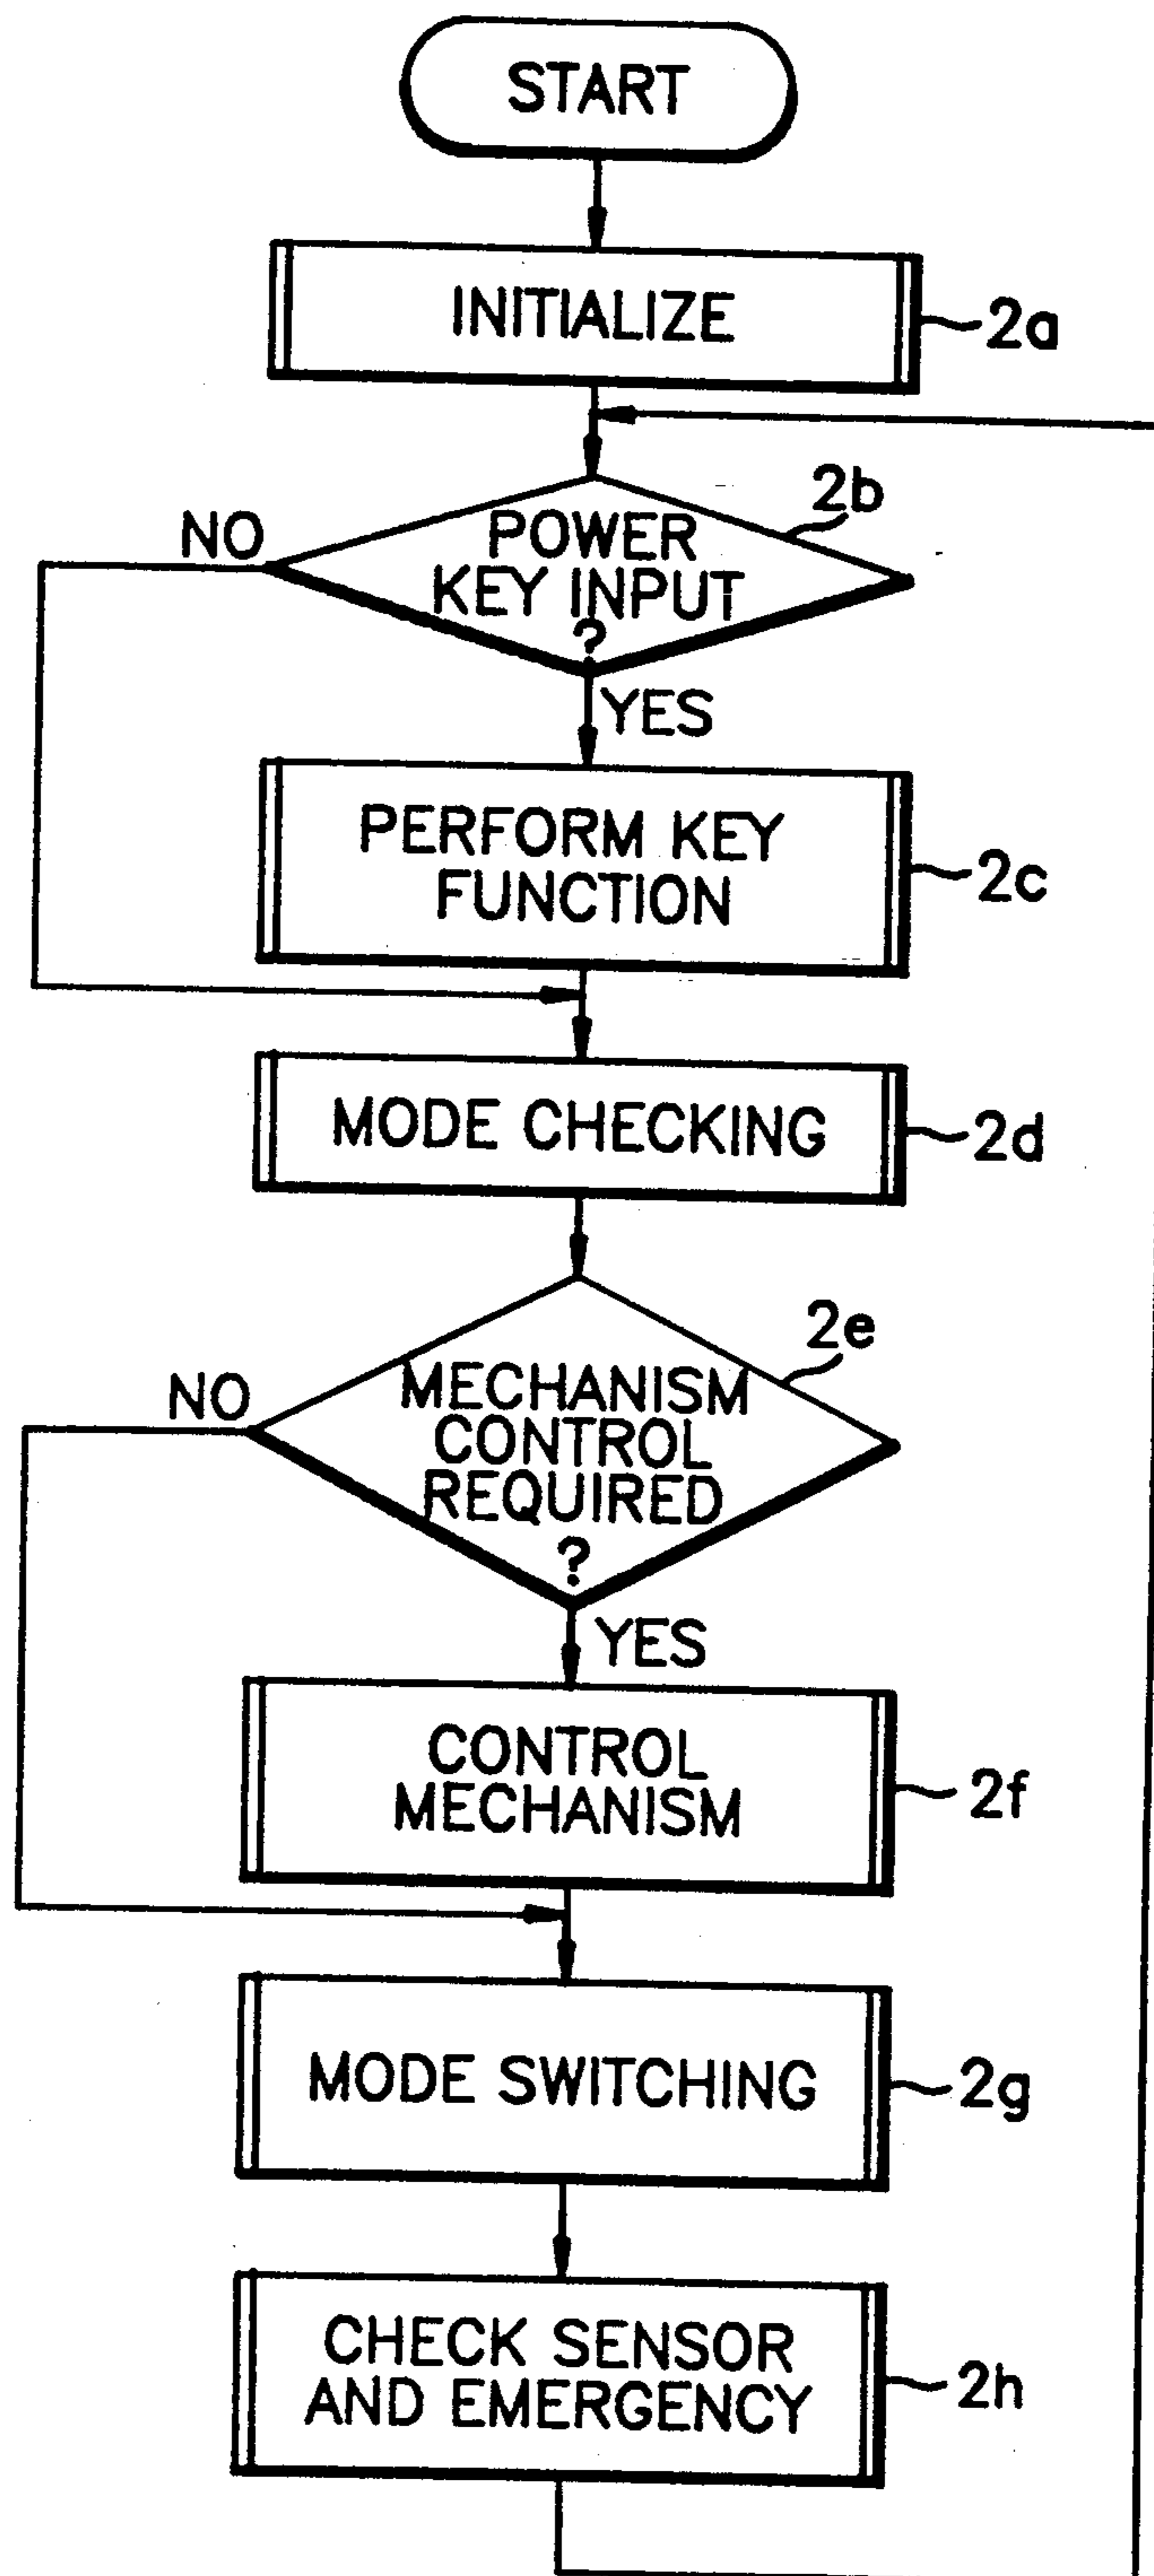 START
INITIALIZE
2a
2b
NO
POWER
KEY INPUT
?
YES
PERFORM KEY
FUNCTION
2c
MODE CHECKING
2d
2e
NO
MECHANISM
CONTROL
REQUIRED
?
YES
CONTROL
MECHANISM
2f
MODE SWITCHING
2g
CHECK SENSOR
AND EMERGENCY
2h